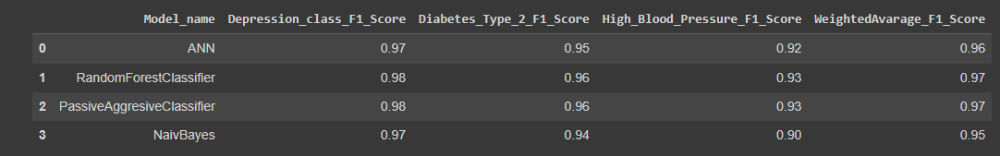 Model_name Depression_class_F1_Score Diabetes_Type_2_F1_Score High_Blood_Pressure_F1_Score WeightedAvarage_F1_Score
0 ANN 0.97 0.95 0.92 0.96
1 RandomForestClassifier 0.98 0.96 0.93 0.97
2 PassiveAggresiveClassifier 0.98 0.96 0.93 0.97
3 NaivBayes 0.97 0.94 0.90 0.95